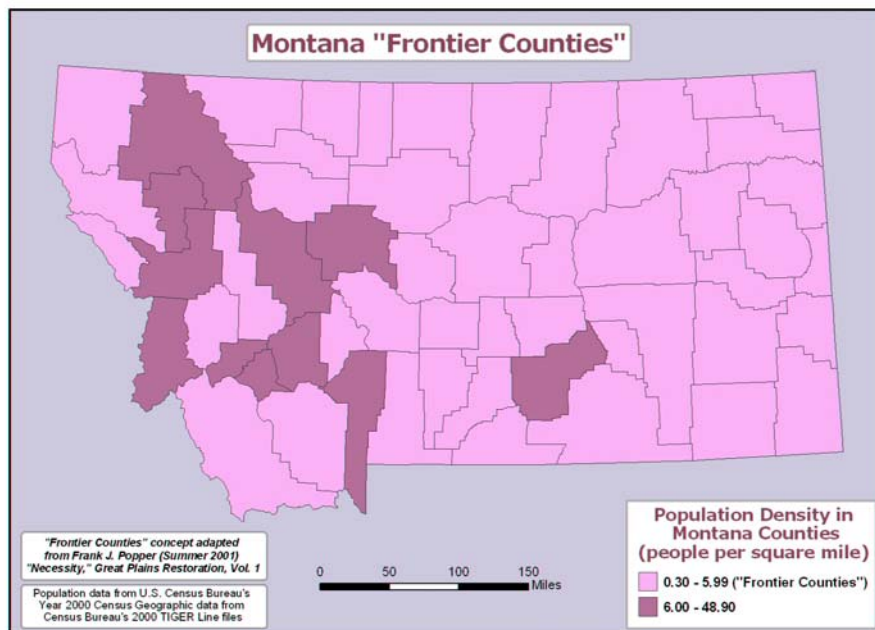 Montana "Frontier Counties"
"Frontier Counties" concept adapted
from Frank J. Popper (Summer 2001)
"Necessity," Great Plains Restoration, Vol. 1
Population data from U.S. Census Bureau's
Year 2000 Census Geographic data from
Census Bureau's 2000 TIGER Line files
0 50 100 150
Miles
Population Density in
Montana Counties
(people per square mile)
0.30 - 5.99 ("Frontier Counties")
6.00 - 48.90